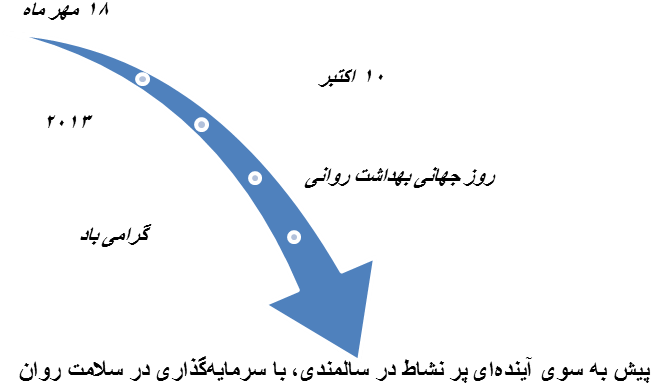 ۱۸ مهر ماه
۱۰ اکتبر
۲۰۱۳
روز جهانی بهداشت روانی
گرامی باد
پیش به سوی آینده‌ای پر نشاط در سالمندی، با سرمایه‌گذاری در سلامت روان